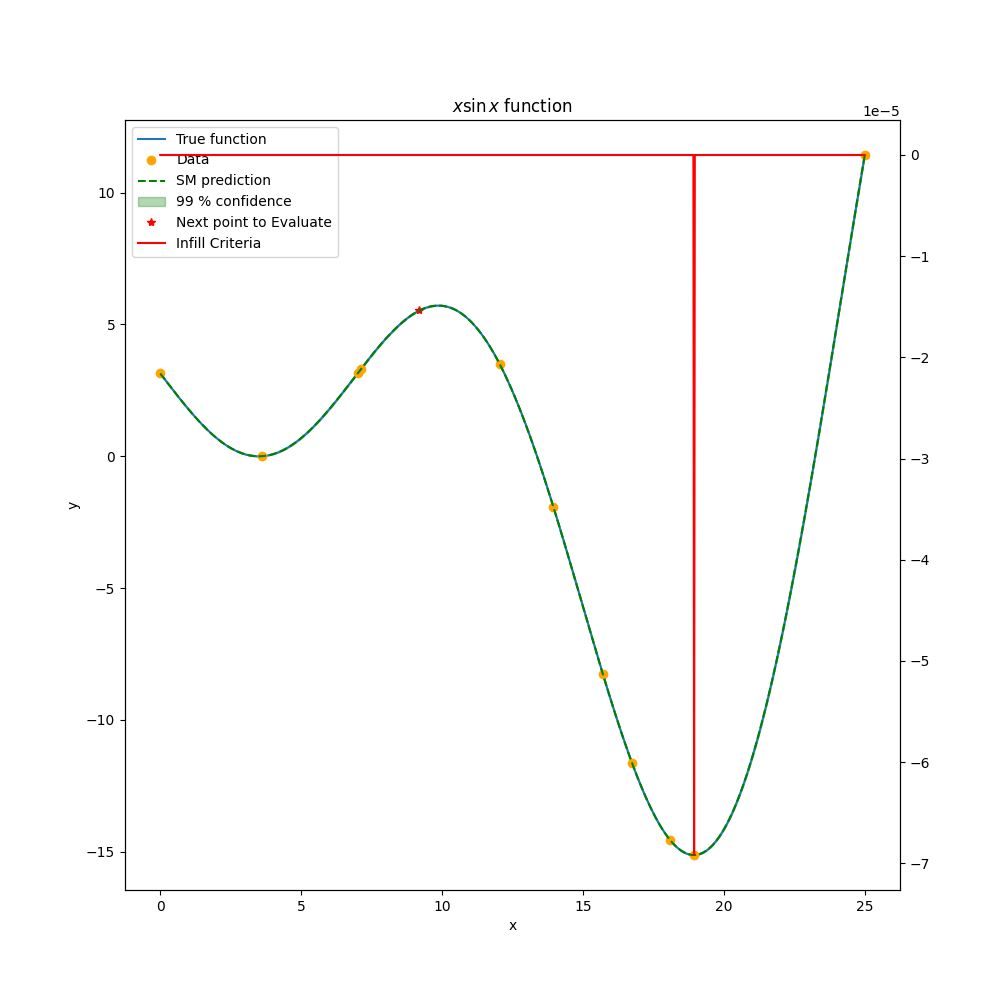 x sin x function
1e−5
True function
Data
SM prediction
99 % confidence
Next point to Evaluate
Infill Criteria
10
5
0
−5
−10
−15
y
0
−1
−2
−3
−4
−5
−6
−7
0 5 10 15 20 25
x